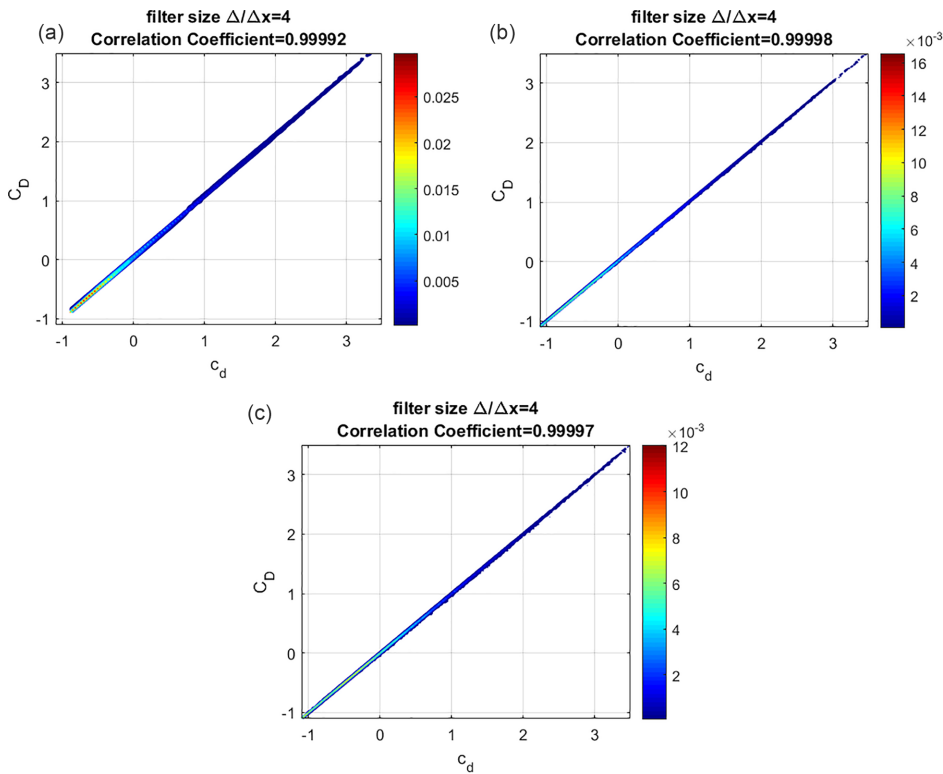 (a)
filter size Δ/Δx=4
Correlation Coefficient=0.99992
3
2
1
0
-1
C_D
-1 0 1 2 3
c_d
0.025
0.02
0.015
0.01
0.005
(b)
filter size Δ/Δx=4
Correlation Coefficient=0.99998
3
2
1
0
-1
C_D
-1 0 1 2 3
c_d
×10^-3
16
14
12
10
8
6
4
2
(c)
filter size Δ/Δx=4
Correlation Coefficient=0.99997
3
2
1
0
-1
C_D
-1 0 1 2 3
c_d
×10^-3
12
10
8
6
4
2